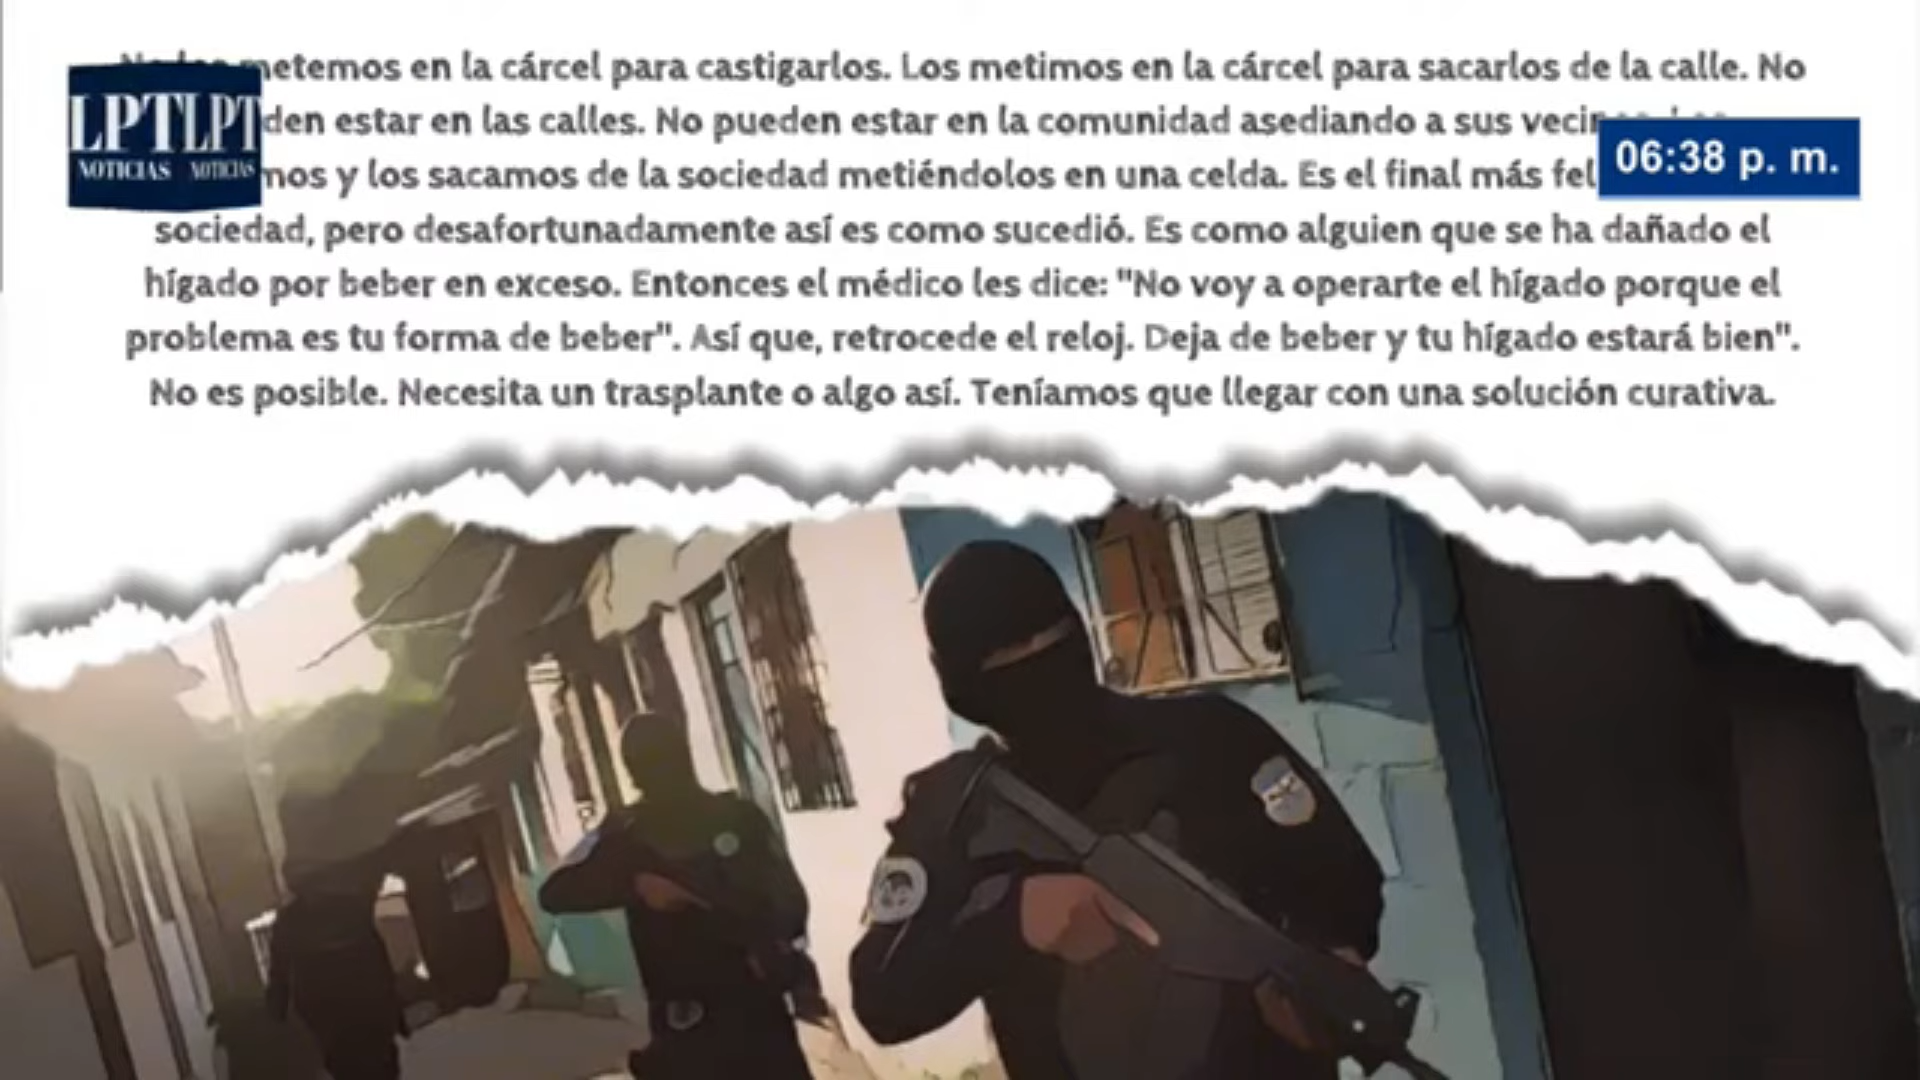 metemos en la cárcel para castigarlos. Los metimos en la cárcel para sacarlos de la calle. No
den estar en las calles. No pueden estar en la comunidad asediando a sus
mos y los sacamos de la sociedad metiéndolos en una celda. Es el final más
sociedad, pero desafortunadamente así es como sucedió. Es como alguien que se ha dañado el
hígado por beber en exceso. Entonces el médico les dice: "No voy a operarte el hígado porque el
problema es tu forma de beber". Así que, retrocede el reloj. Deja de beber y tu hígado estará bien".
No es posible. Necesita un trasplante o algo así. Teníamos que llegar con una solución curativa.
LPT LPT
NOTICIAS NOTICIAS
06:38 p. m.